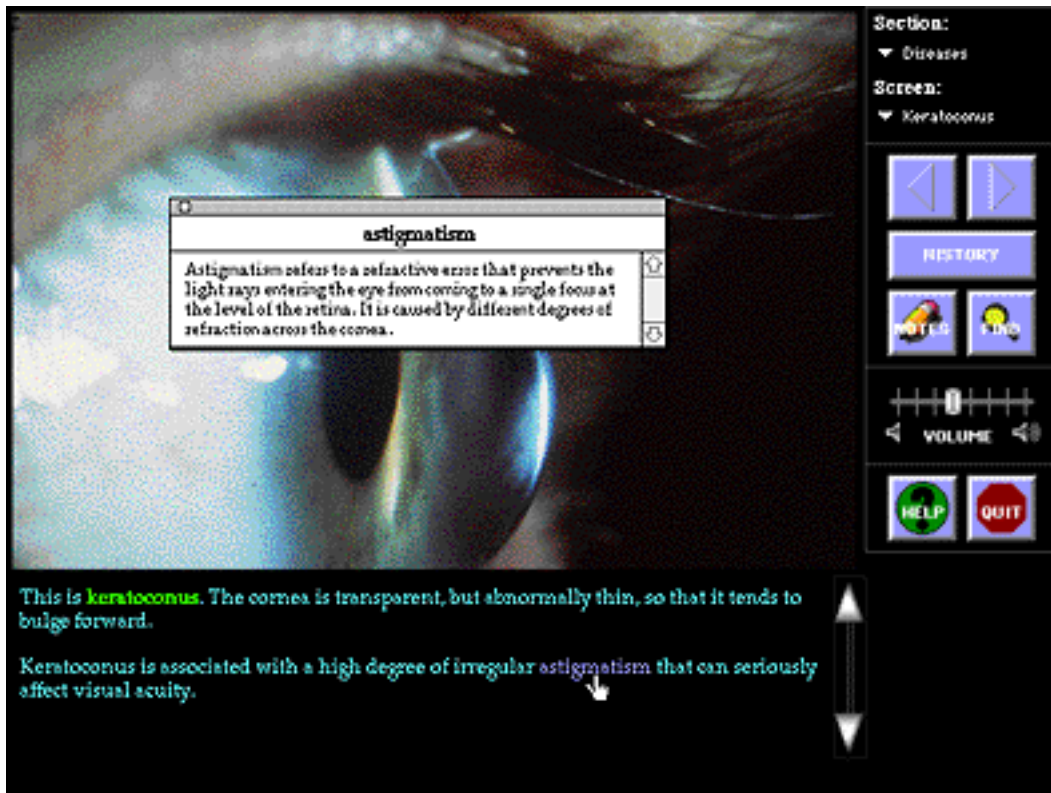 Section:
Diseases
Screen:
Keratoconus
astigmatism
Astigmatism refers to a refractive error that prevents the
light rays entering the eye from coming to a single focus at
the level of the retina. It is caused by different degrees of
refraction across the cornea.
HISTORY
NOTES
FIND
VOLUME
HELP
QUIT
This is keratoconus. The cornea is transparent, but abnormally thin, so that it tends to
bulge forward.
Keratoconus is associated with a high degree of irregular astigmatism that can seriously
affect visual acuity.